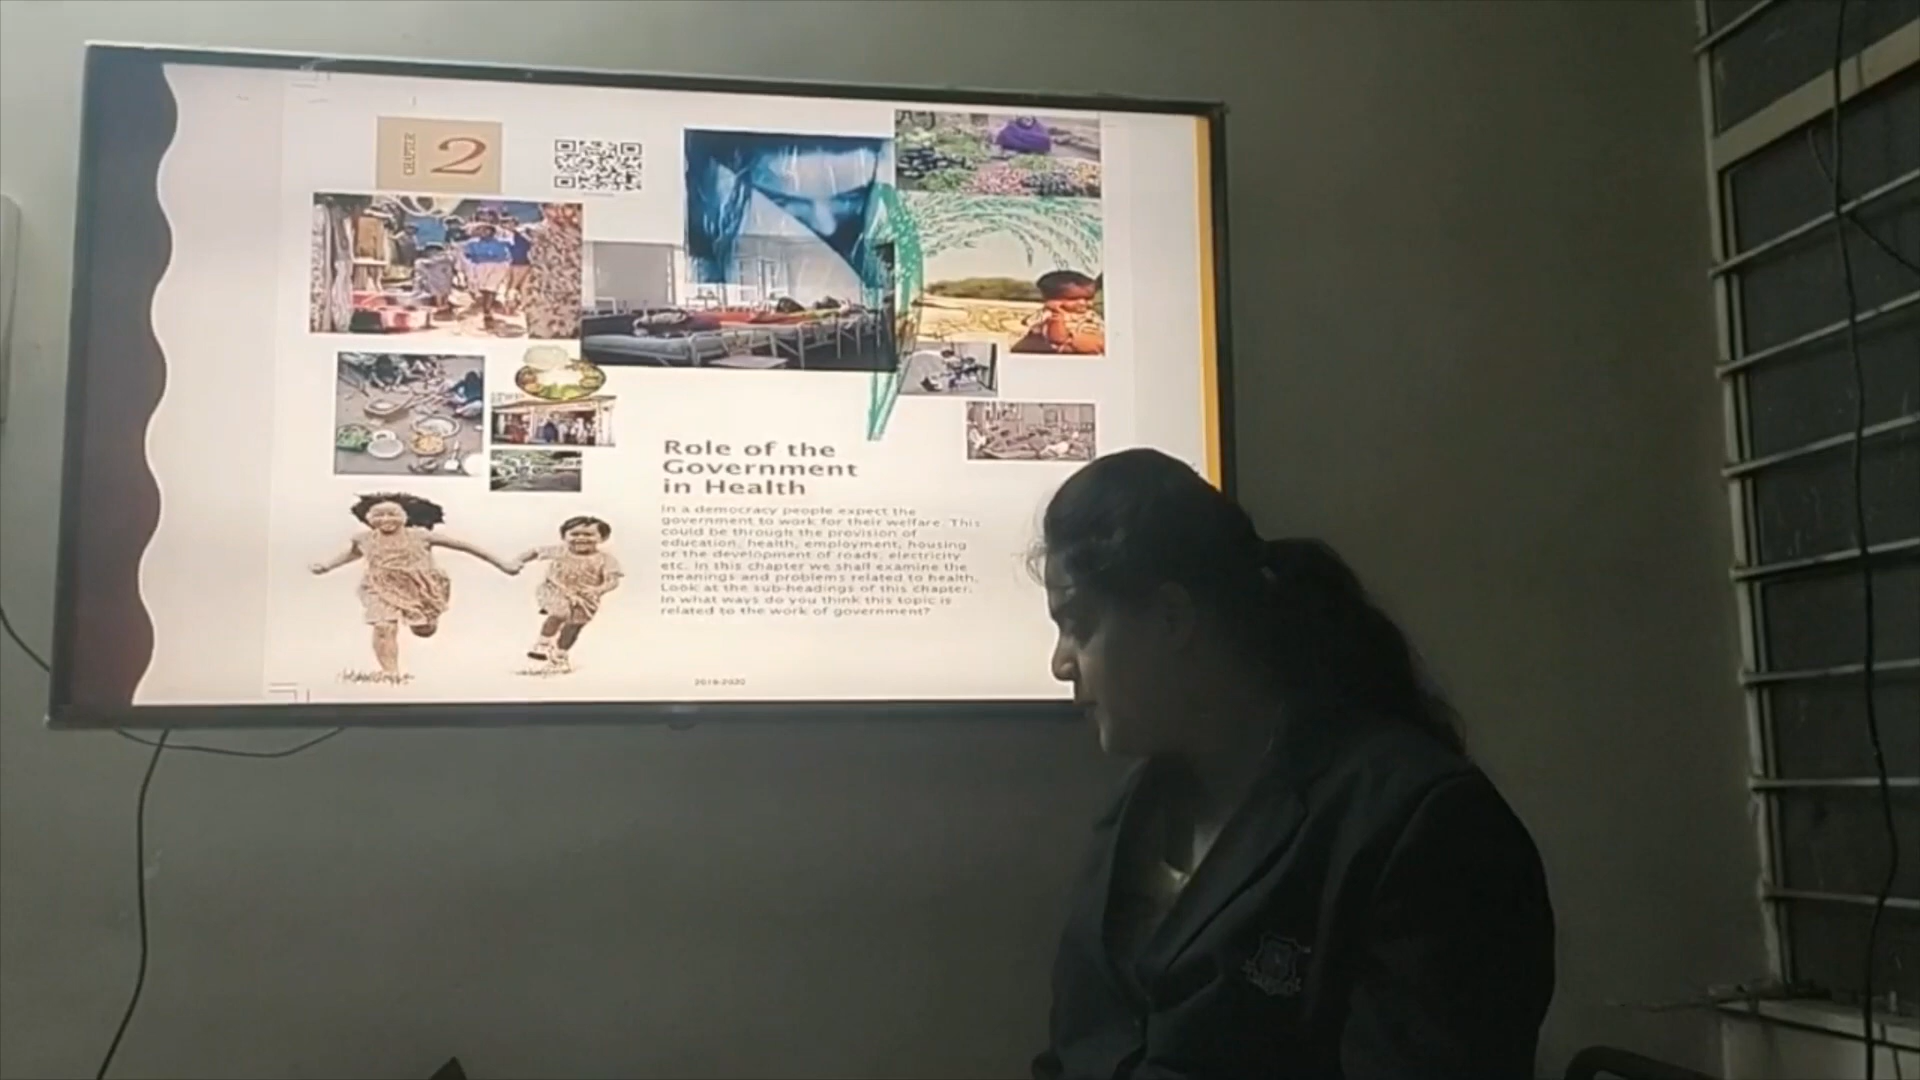 CHAPTER
2
Role of the
Government
in Health
In a democracy people expect the
government to work for their welfare. This
could be through the provision of
education, health, employment, housing
or the development of roads, electricity
etc. In this chapter we shall examine the
meanings and problems related to health.
Look at the sub-headings of this chapter.
In what ways do you think this topic is
related to the work of government?
2019-2020